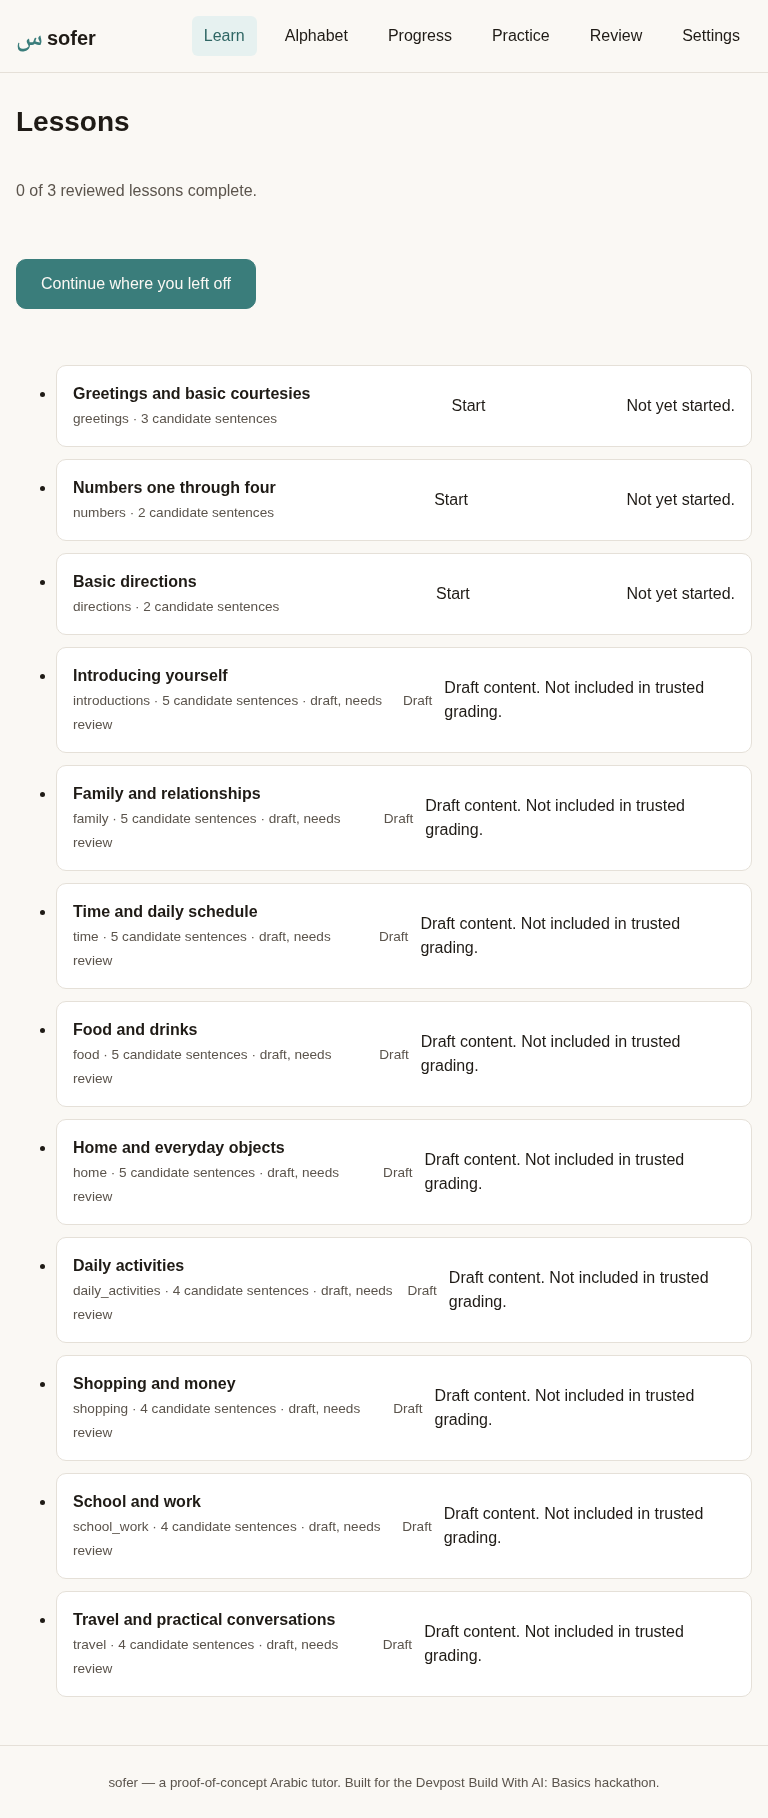 س sofer
Learn Alphabet Progress Practice Review Settings
Lessons
0 of 3 reviewed lessons complete.
Continue where you left off
Greetings and basic courtesies
greetings · 3 candidate sentences
Start
Not yet started.
Numbers one through four
numbers · 2 candidate sentences
Start
Not yet started.
Basic directions
directions · 2 candidate sentences
Start
Not yet started.
Introducing yourself
introductions · 5 candidate sentences · draft, needs
review
Draft
Draft content. Not included in trusted
grading.
Family and relationships
family · 5 candidate sentences · draft, needs
review
Draft
Draft content. Not included in trusted
grading.
Time and daily schedule
time · 5 candidate sentences · draft, needs
review
Draft
Draft content. Not included in trusted
grading.
Food and drinks
food · 5 candidate sentences · draft, needs
review
Draft
Draft content. Not included in trusted
grading.
Home and everyday objects
home · 5 candidate sentences · draft, needs
review
Draft
Draft content. Not included in trusted
grading.
Daily activities
daily_activities · 4 candidate sentences · draft, needs
review
Draft
Draft content. Not included in trusted
grading.
Shopping and money
shopping · 4 candidate sentences · draft, needs
review
Draft
Draft content. Not included in trusted
grading.
School and work
school_work · 4 candidate sentences · draft, needs
review
Draft
Draft content. Not included in trusted
grading.
Travel and practical conversations
travel · 4 candidate sentences · draft, needs
review
Draft
Draft content. Not included in trusted
grading.
sofer — a proof-of-concept Arabic tutor. Built for the Devpost Build With AI: Basics hackathon.